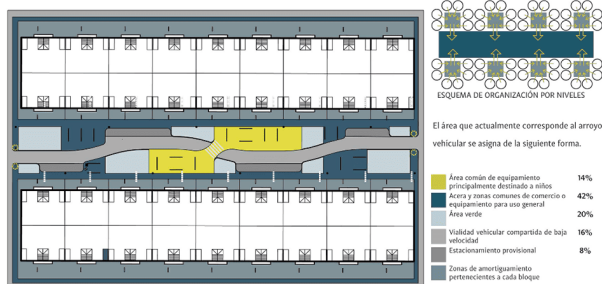 ESQUEMA DE ORGANIZACIÓN POR NIVELES
El área que actualmente corresponde al arroyo
vehicular se asigna de la siguiente forma.
Área común de equipamiento 14%
principalmente destinado a niños
Acera y zonas comunes de comercio o 42%
equipamiento para uso general
Área verde 20%
Vialidad vehicular compartida de baja 16%
velocidad
Estacionamiento provisional 8%
Zonas de amortiguamiento
pertenecientes a cada bloque